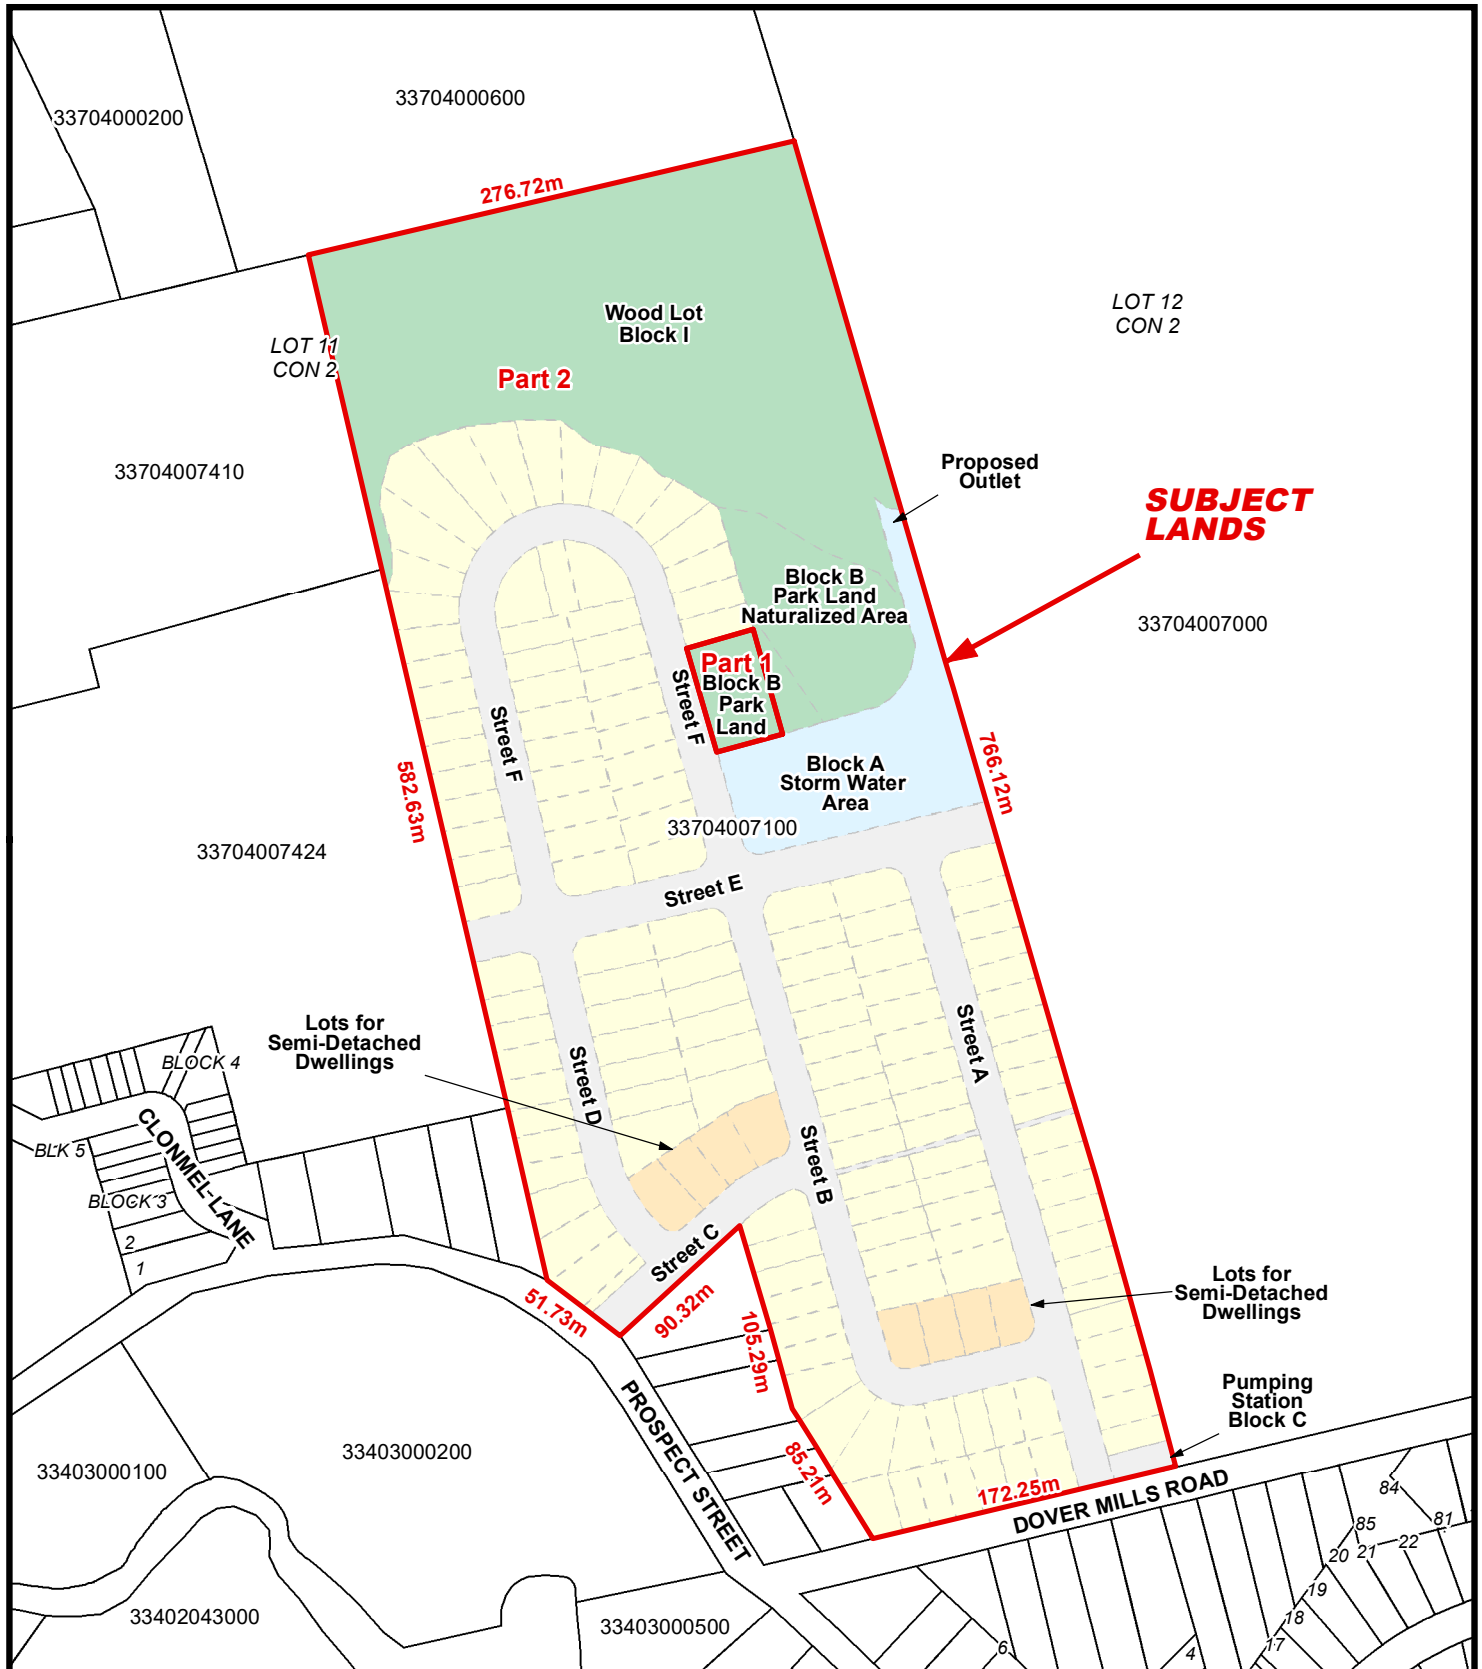 33704000600
33704000200
276.72m
LOT 12
CON 2
Wood Lot
Block I
LOT 11
CON 2
Part 2
33704007410
Proposed
Outlet
SUBJECT
LANDS
Block B
Park Land
Naturalized Area
33704007000
Part 1
Block B
Park
Land
Street F
Street F
766.12m
Block A
Storm Water
Area
582.63m
33704007100
33704007424
Street E
Lots for
Semi-Detached
Dwellings
Street A
Street D
BLOCK 4
CLONMEL LANE
BLK 5
BLOCK 3
2
1
Street B
Street C
Lots for
Semi-Detached
Dwellings
51.73m
90.32m
105.29m
Pumping
Station
Block C
PROSPECT STREET
33403000200
33403000100
85.21m
172.25m
DOVER MILLS ROAD
84
81
85
22
21
20
19
18
17
33402043000
33403000500
6
4